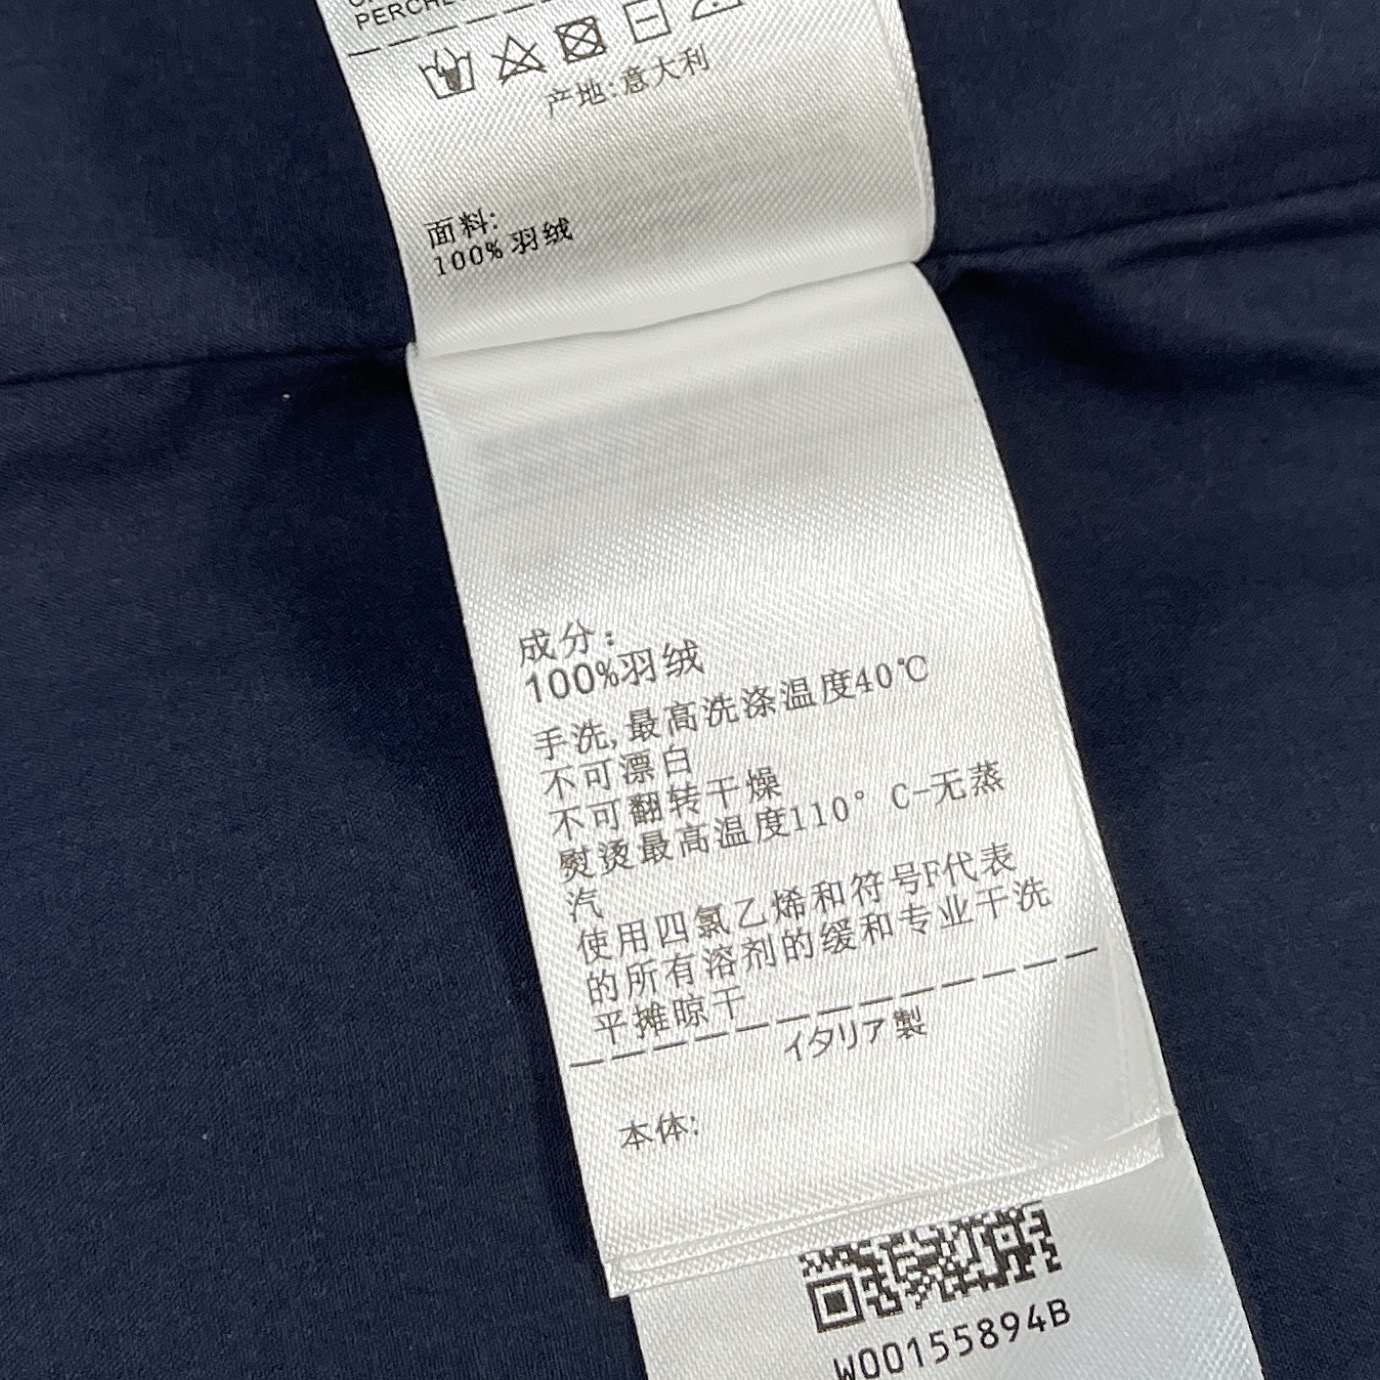 PERCHE
产地:意大利
面料:
100%羽绒
成分:
100%羽绒
手洗,最高洗涤温度40℃
不可漂白
不可翻转干燥
熨烫最高温度110°C-无蒸
汽
使用四氯乙烯和符号F代表
的所有溶剂的缓和专业干洗
平摊晾干
イタリア製
本体:
W00155894B